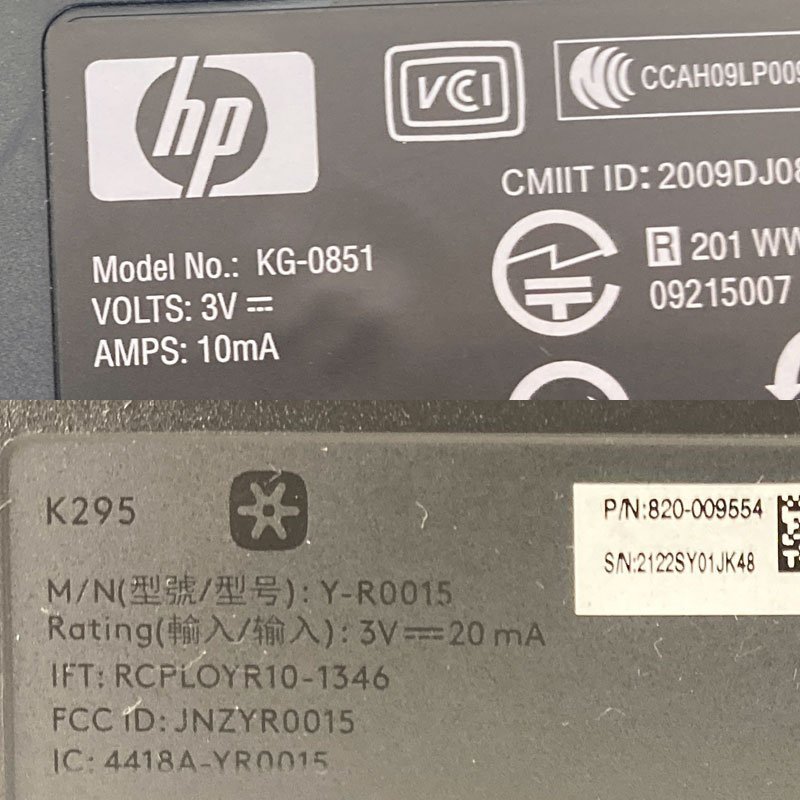 hp
VCCI
CCAH09LP009
CMIIT ID: 2009DJ08
R 201 WW
09215007
Model No.: KG-0851
VOLTS: 3V ⎓
AMPS: 10mA
K295
M/N(型號/型号): Y-R0015
Rating(輸入/输入): 3V⎓20 mA
IFT: RCPLOYR10-1346
FCC iD: JNZYR0015
IC: 4418A-YR0015
P/N:820-009554
S/N:2122SY01JK48